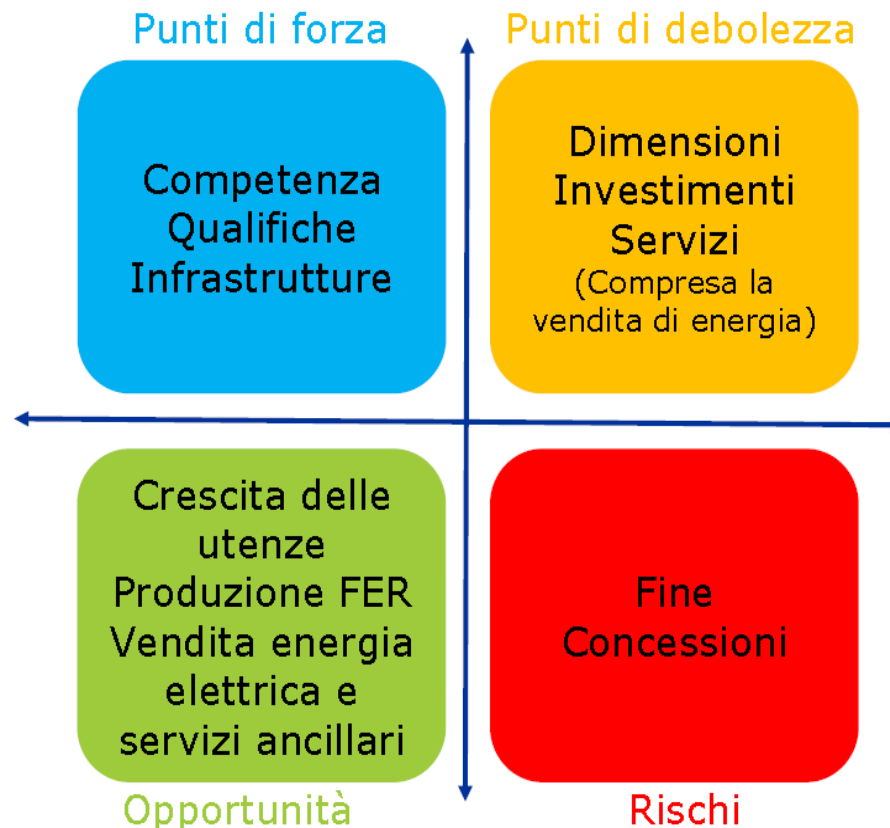 Punti di forza
Punti di debolezza
Competenza
Qualifiche
Infrastrutture
Dimensioni
Investimenti
Servizi
(Compresa la
vendita di energia)
Crescita delle
utenze
Produzione FER
Vendita energia
elettrica e
servizi ancillari
Fine
Concessioni
Opportunità
Rischi